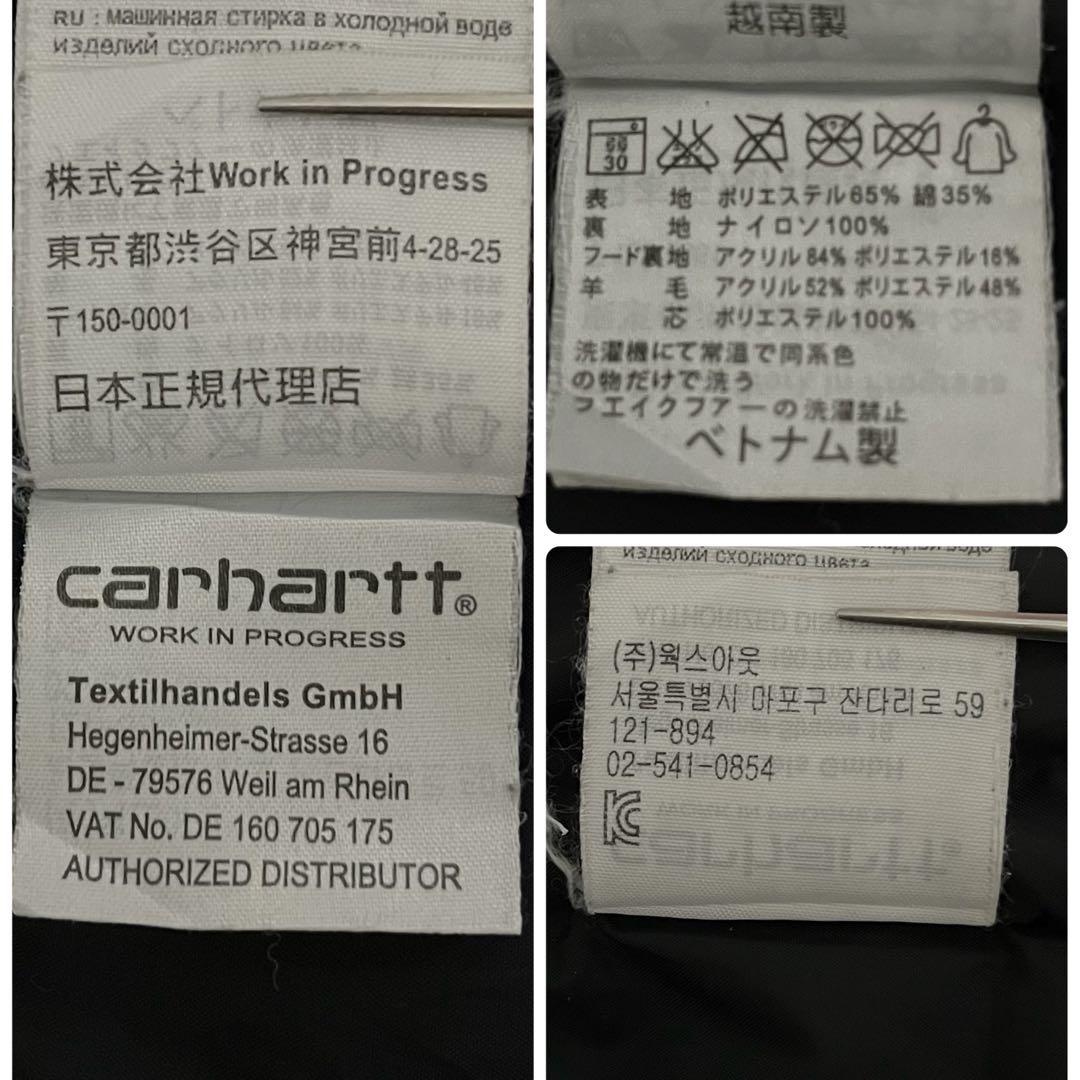 RU : машинная стирка в холодной воде
изделий сходного цвета
株式会社Work in Progress
東京都渋谷区神宮前4-28-25
〒150-0001
日本正規代理店
carhartt®
WORK IN PROGRESS
Textilhandels GmbH
Hegenheimer-Strasse 16
DE - 79576 Weil am Rhein
VAT No. DE 160 705 175
AUTHORIZED DISTRIBUTOR
越南製
30
表 地 ポリエステル65% 綿35%
裏 地 ナイロン100%
フード裏地 アクリル84% ポリエステル16%
羊 毛 アクリル52% ポリエステル48%
芯 ポリエステル100%
洗濯機にて常温で同系色
の物だけで洗う
フエイクファーの洗濯禁止
ベトナム製
изделий сходного цвета
(주)웍스아웃
서울특별시 마포구 잔다리로 59
121-894
02-541-0854